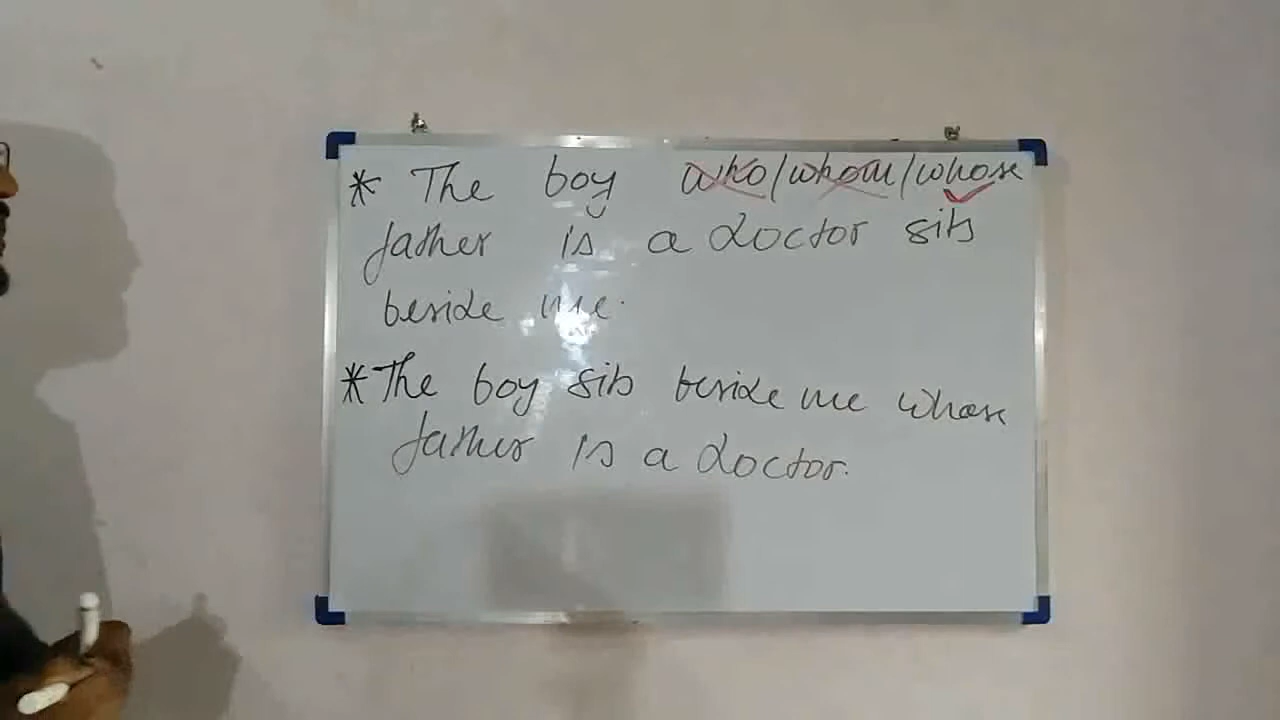 * The boy who/whom/whose
father is a doctor sits
beside me.
* The boy sits beside me whose
father is a doctor.